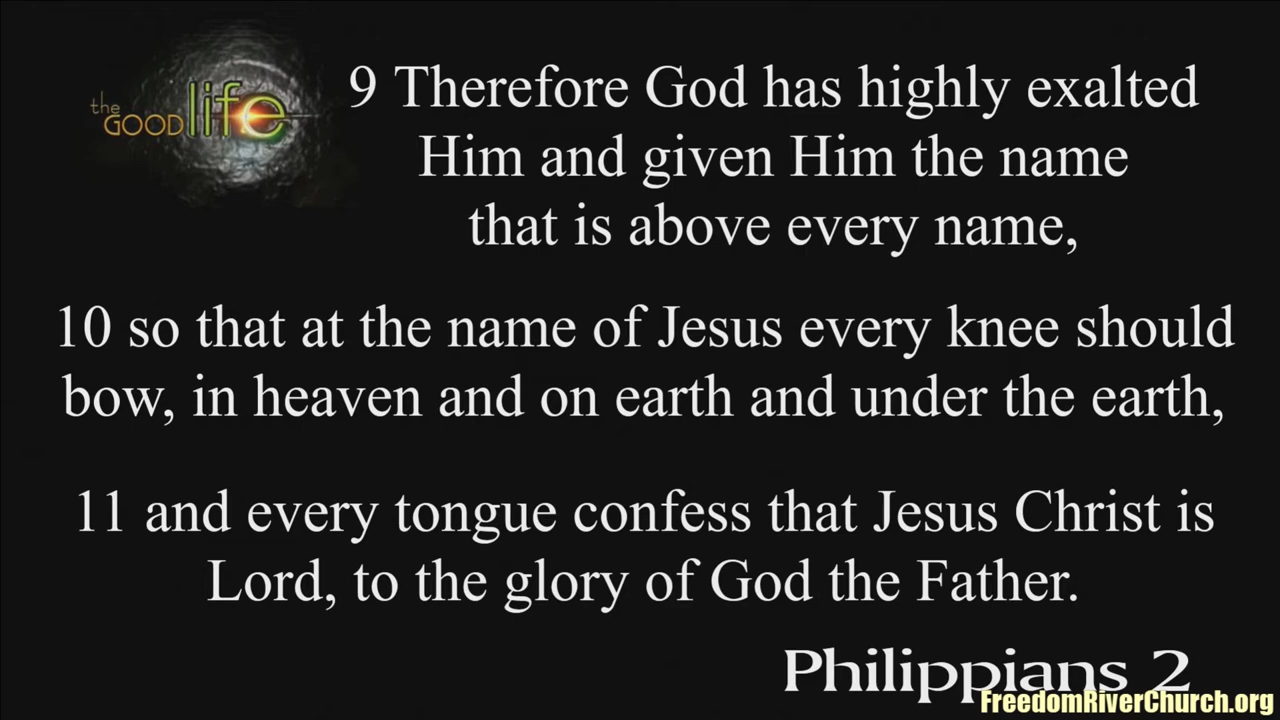 the
GOODlife
9 Therefore God has highly exalted
Him and given Him the name
that is above every name,
10 so that at the name of Jesus every knee should
bow, in heaven and on earth and under the earth,
11 and every tongue confess that Jesus Christ is
Lord, to the glory of God the Father.
Philippians 2
FreedomRiverChurch.org